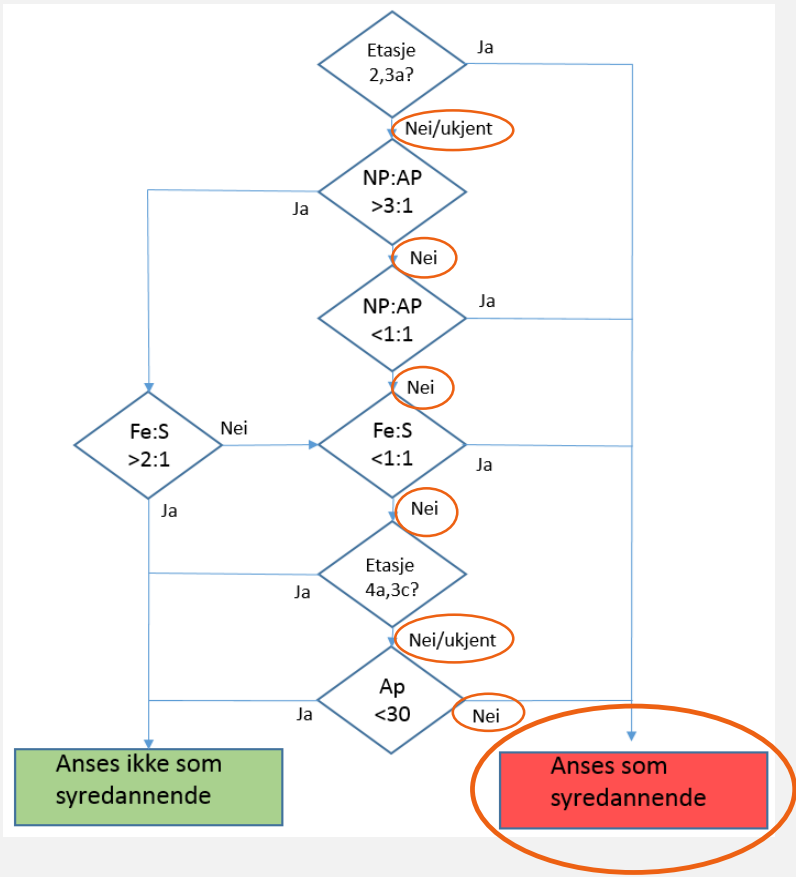 Etasje
2,3a?
Ja
Nei/ukjent
NP:AP
>3:1
Ja
Nei
NP:AP
<1:1
Ja
Nei
Fe:S
>2:1
Nei
Ja
Fe:S
<1:1
Ja
Nei
Etasje
4a,3c?
Ja
Nei/ukjent
Ap
<30
Ja
Nei
Anses ikke som
syredannende
Anses som
syredannende